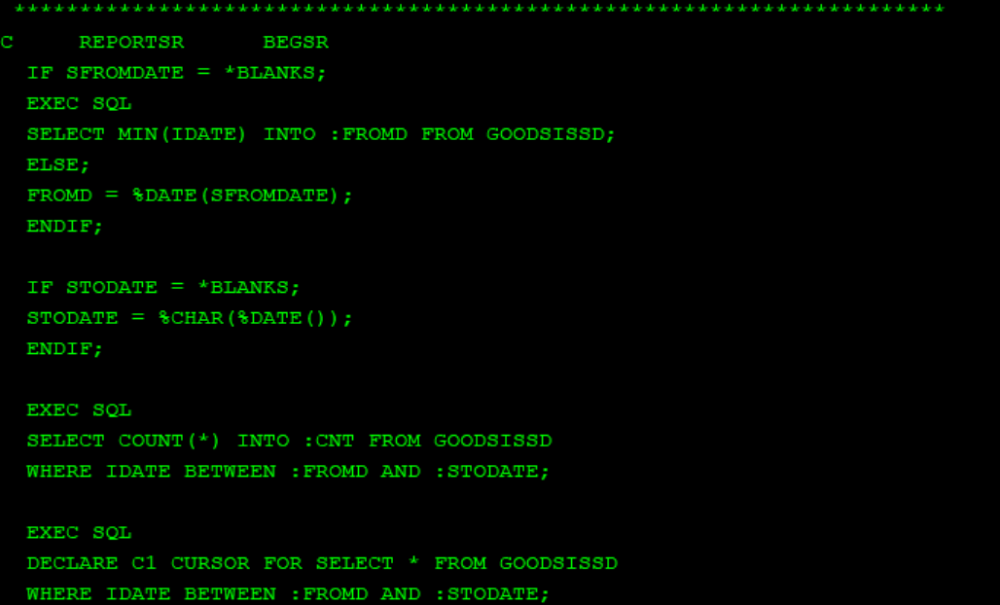 ***********************************************************************
C     REPORTSR      BEGSR
IF SFROMDATE = *BLANKS;
EXEC SQL
SELECT MIN(IDATE) INTO :FROMD FROM GOODSISSD;
ELSE;
FROMD = %DATE(SFROMDATE);
ENDIF;
IF STODATE = *BLANKS;
STODATE = %CHAR(%DATE());
ENDIF;
EXEC SQL
SELECT COUNT(*) INTO :CNT FROM GOODSISSD
WHERE IDATE BETWEEN :FROMD AND :STODATE;
EXEC SQL
DECLARE C1 CURSOR FOR SELECT * FROM GOODSISSD
WHERE IDATE BETWEEN :FROMD AND :STODATE;